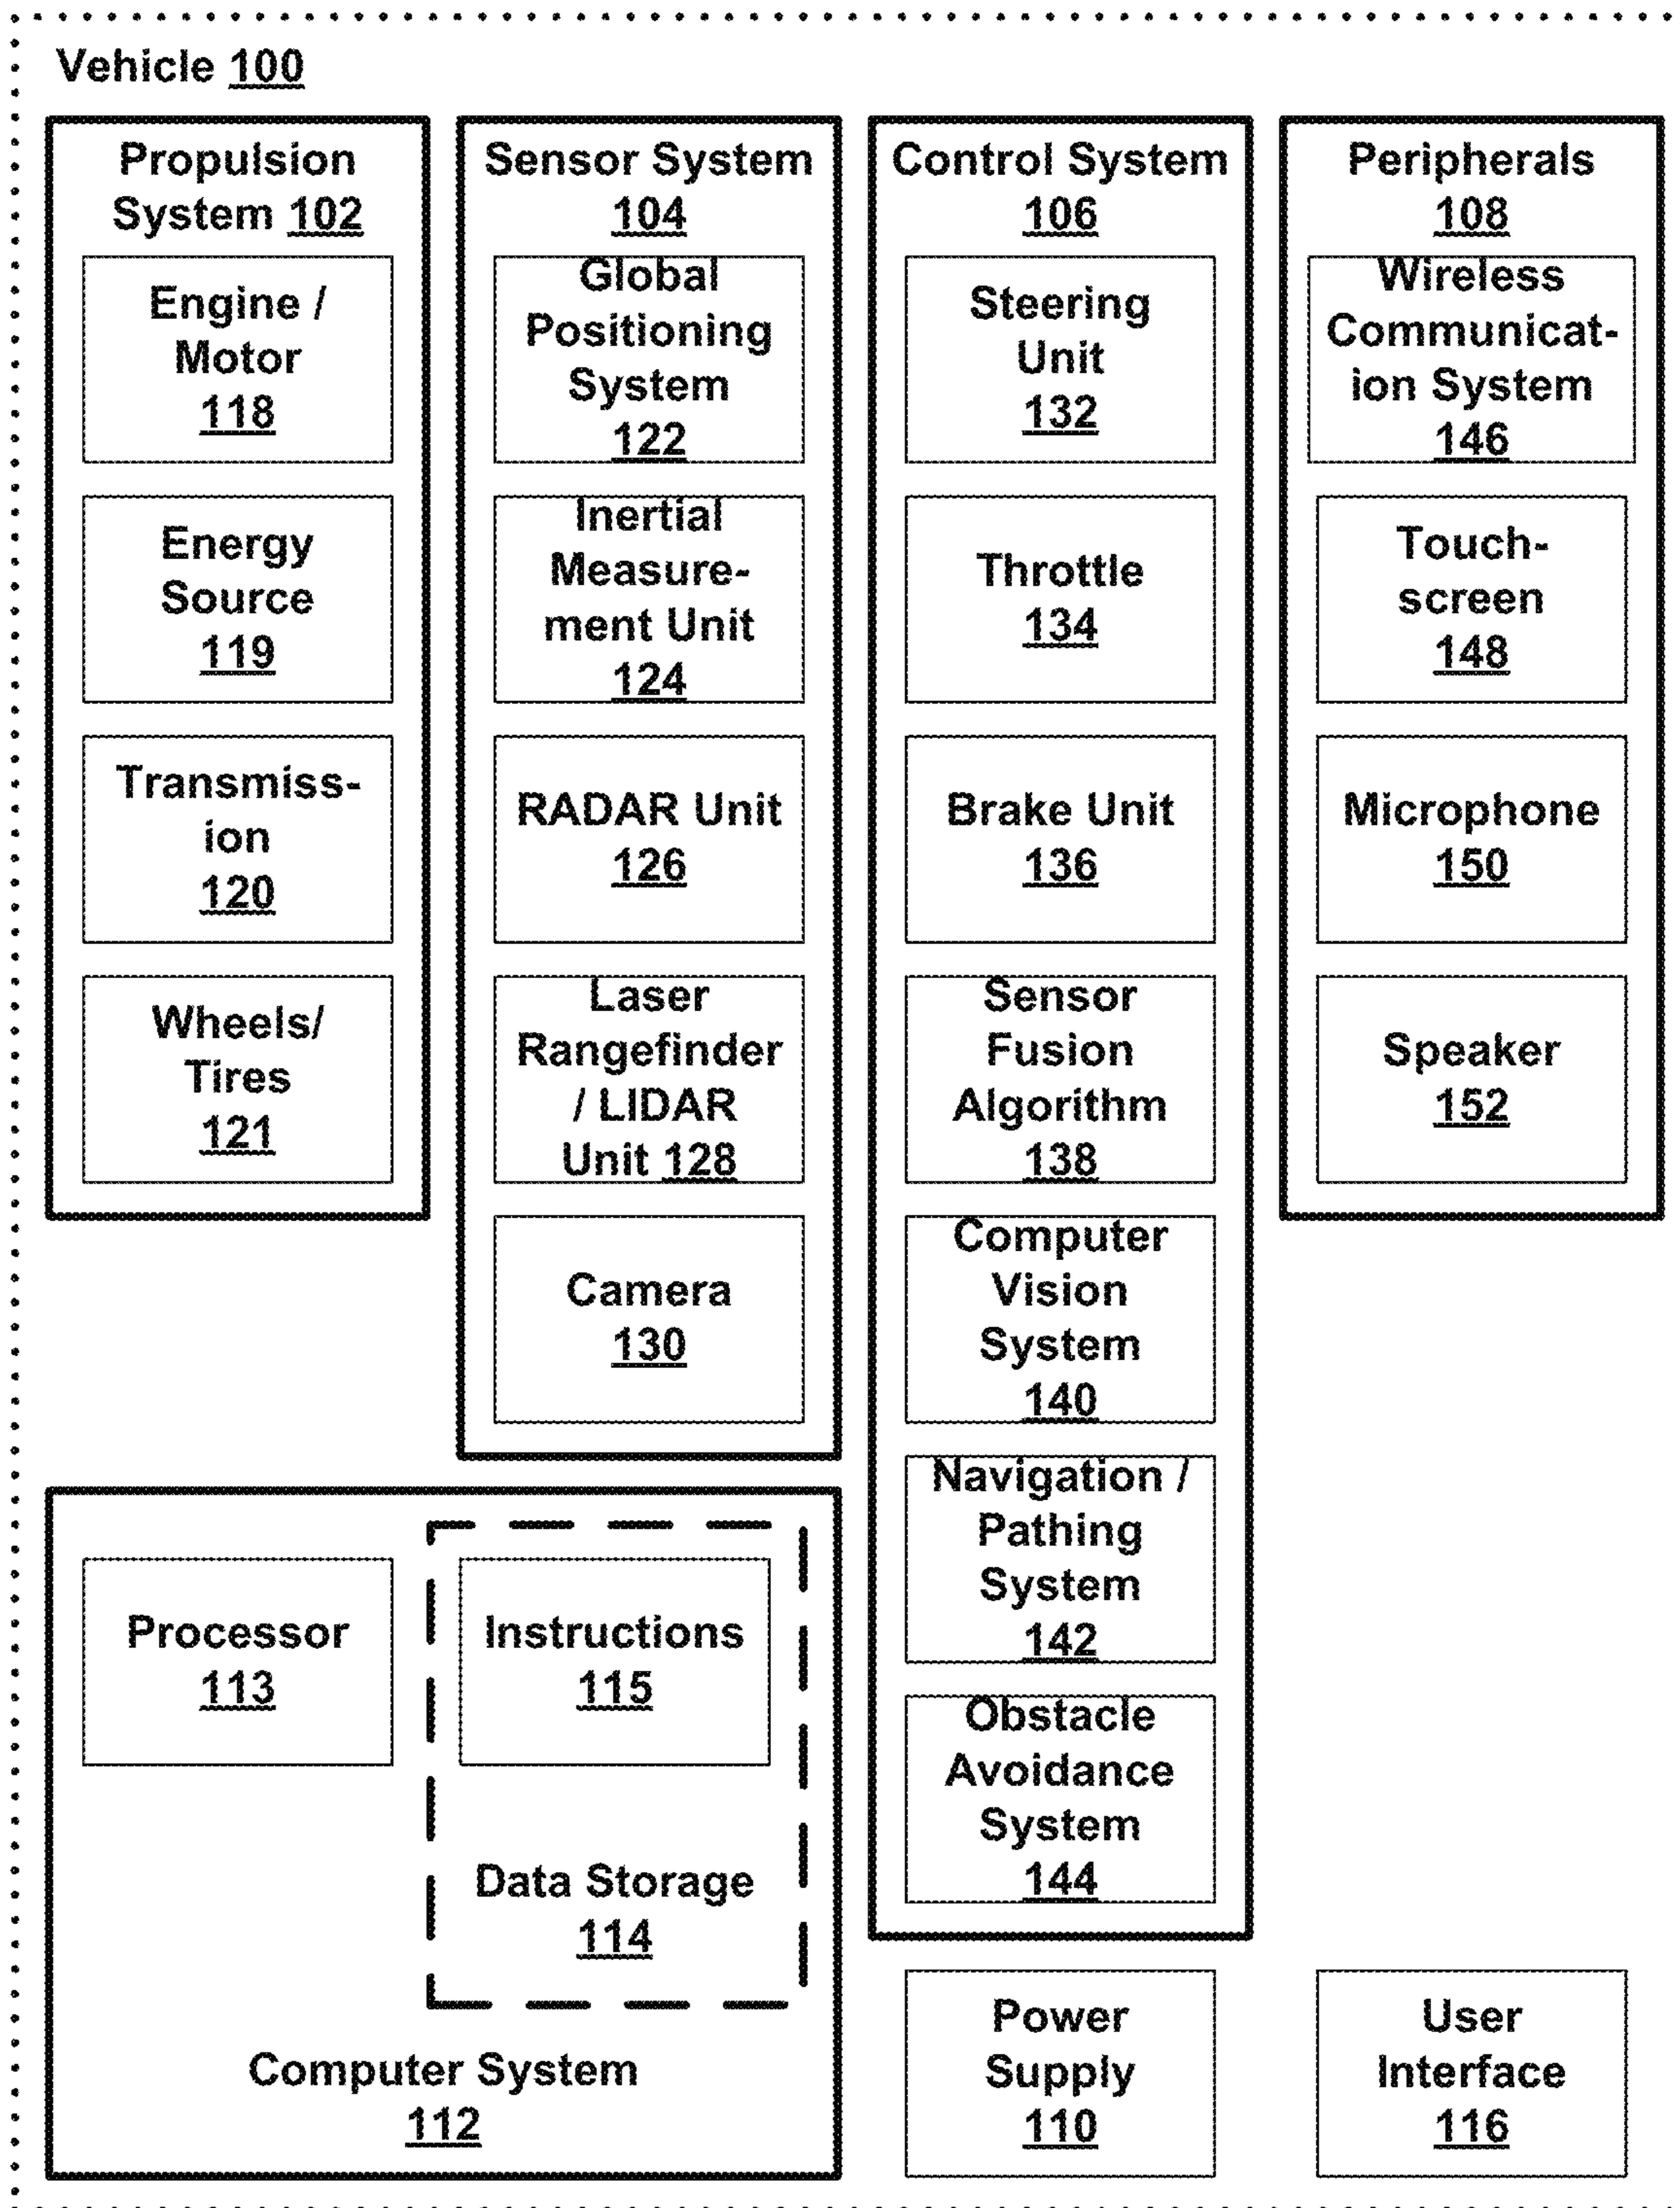 Vehicle 100
Propulsion
System 102
Engine /
Motor
118
Energy
Source
119
Transmiss-
ion
120
Wheels/
Tires
121
Sensor System
104
Global
Positioning
System
122
Inertial
Measure-
ment Unit
124
RADAR Unit
126
Laser
Rangefinder
/ LIDAR
Unit 128
Camera
130
Control System
106
Steering
Unit
132
Throttle
134
Brake Unit
136
Sensor
Fusion
Algorithm
138
Computer
Vision
System
140
Navigation /
Pathing
System
142
Obstacle
Avoidance
System
144
Peripherals
108
Wireless
Communicat-
ion System
146
Touch-
screen
148
Microphone
150
Speaker
152
Processor
113
Instructions
115
Data Storage
114
Computer System
112
Power
Supply
110
User
Interface
116